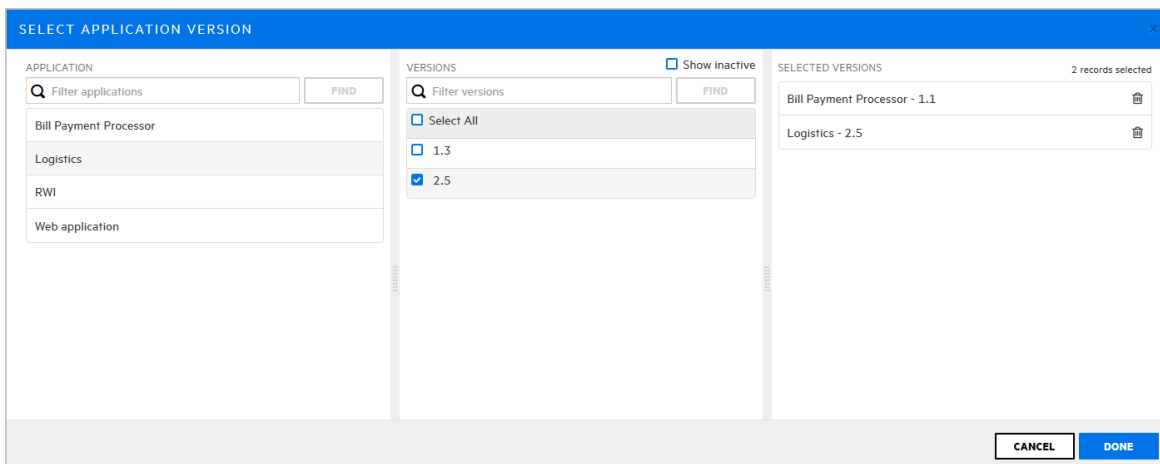 SELECT APPLICATION VERSION
×
APPLICATION
Filter applications
FIND
Bill Payment Processor
Logistics
RWI
Web application
VERSIONS
Show inactive
Filter versions
FIND
Select All
1.3
2.5
SELECTED VERSIONS
2 records selected
Bill Payment Processor - 1.1
Logistics - 2.5
CANCEL
DONE